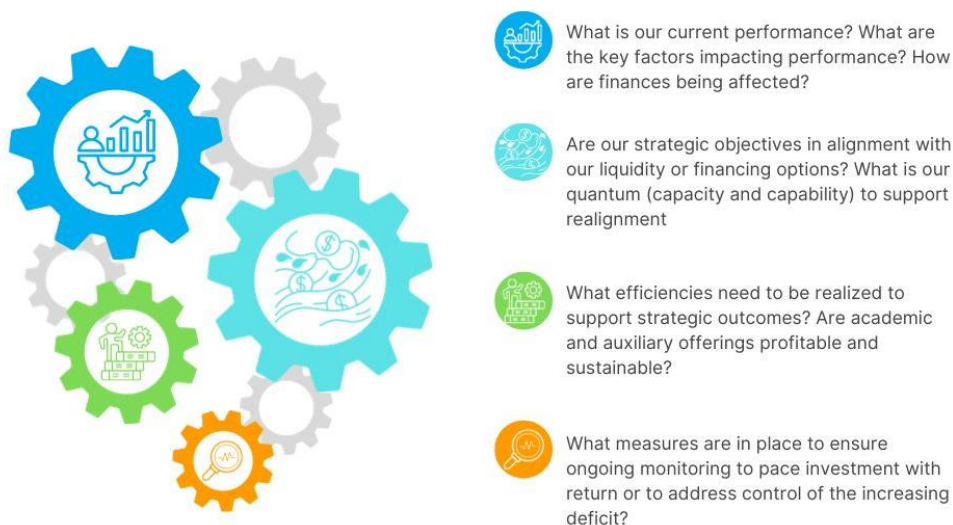 What is our current performance? What are
the key factors impacting performance? How
are finances being affected?
Are our strategic objectives in alignment with
our liquidity or financing options? What is our
quantum (capacity and capability) to support
realignment
What efficiencies need to be realized to
support strategic outcomes? Are academic
and auxiliary offerings profitable and
sustainable?
What measures are in place to ensure
ongoing monitoring to pace investment with
return or to address control of the increasing
deficit?